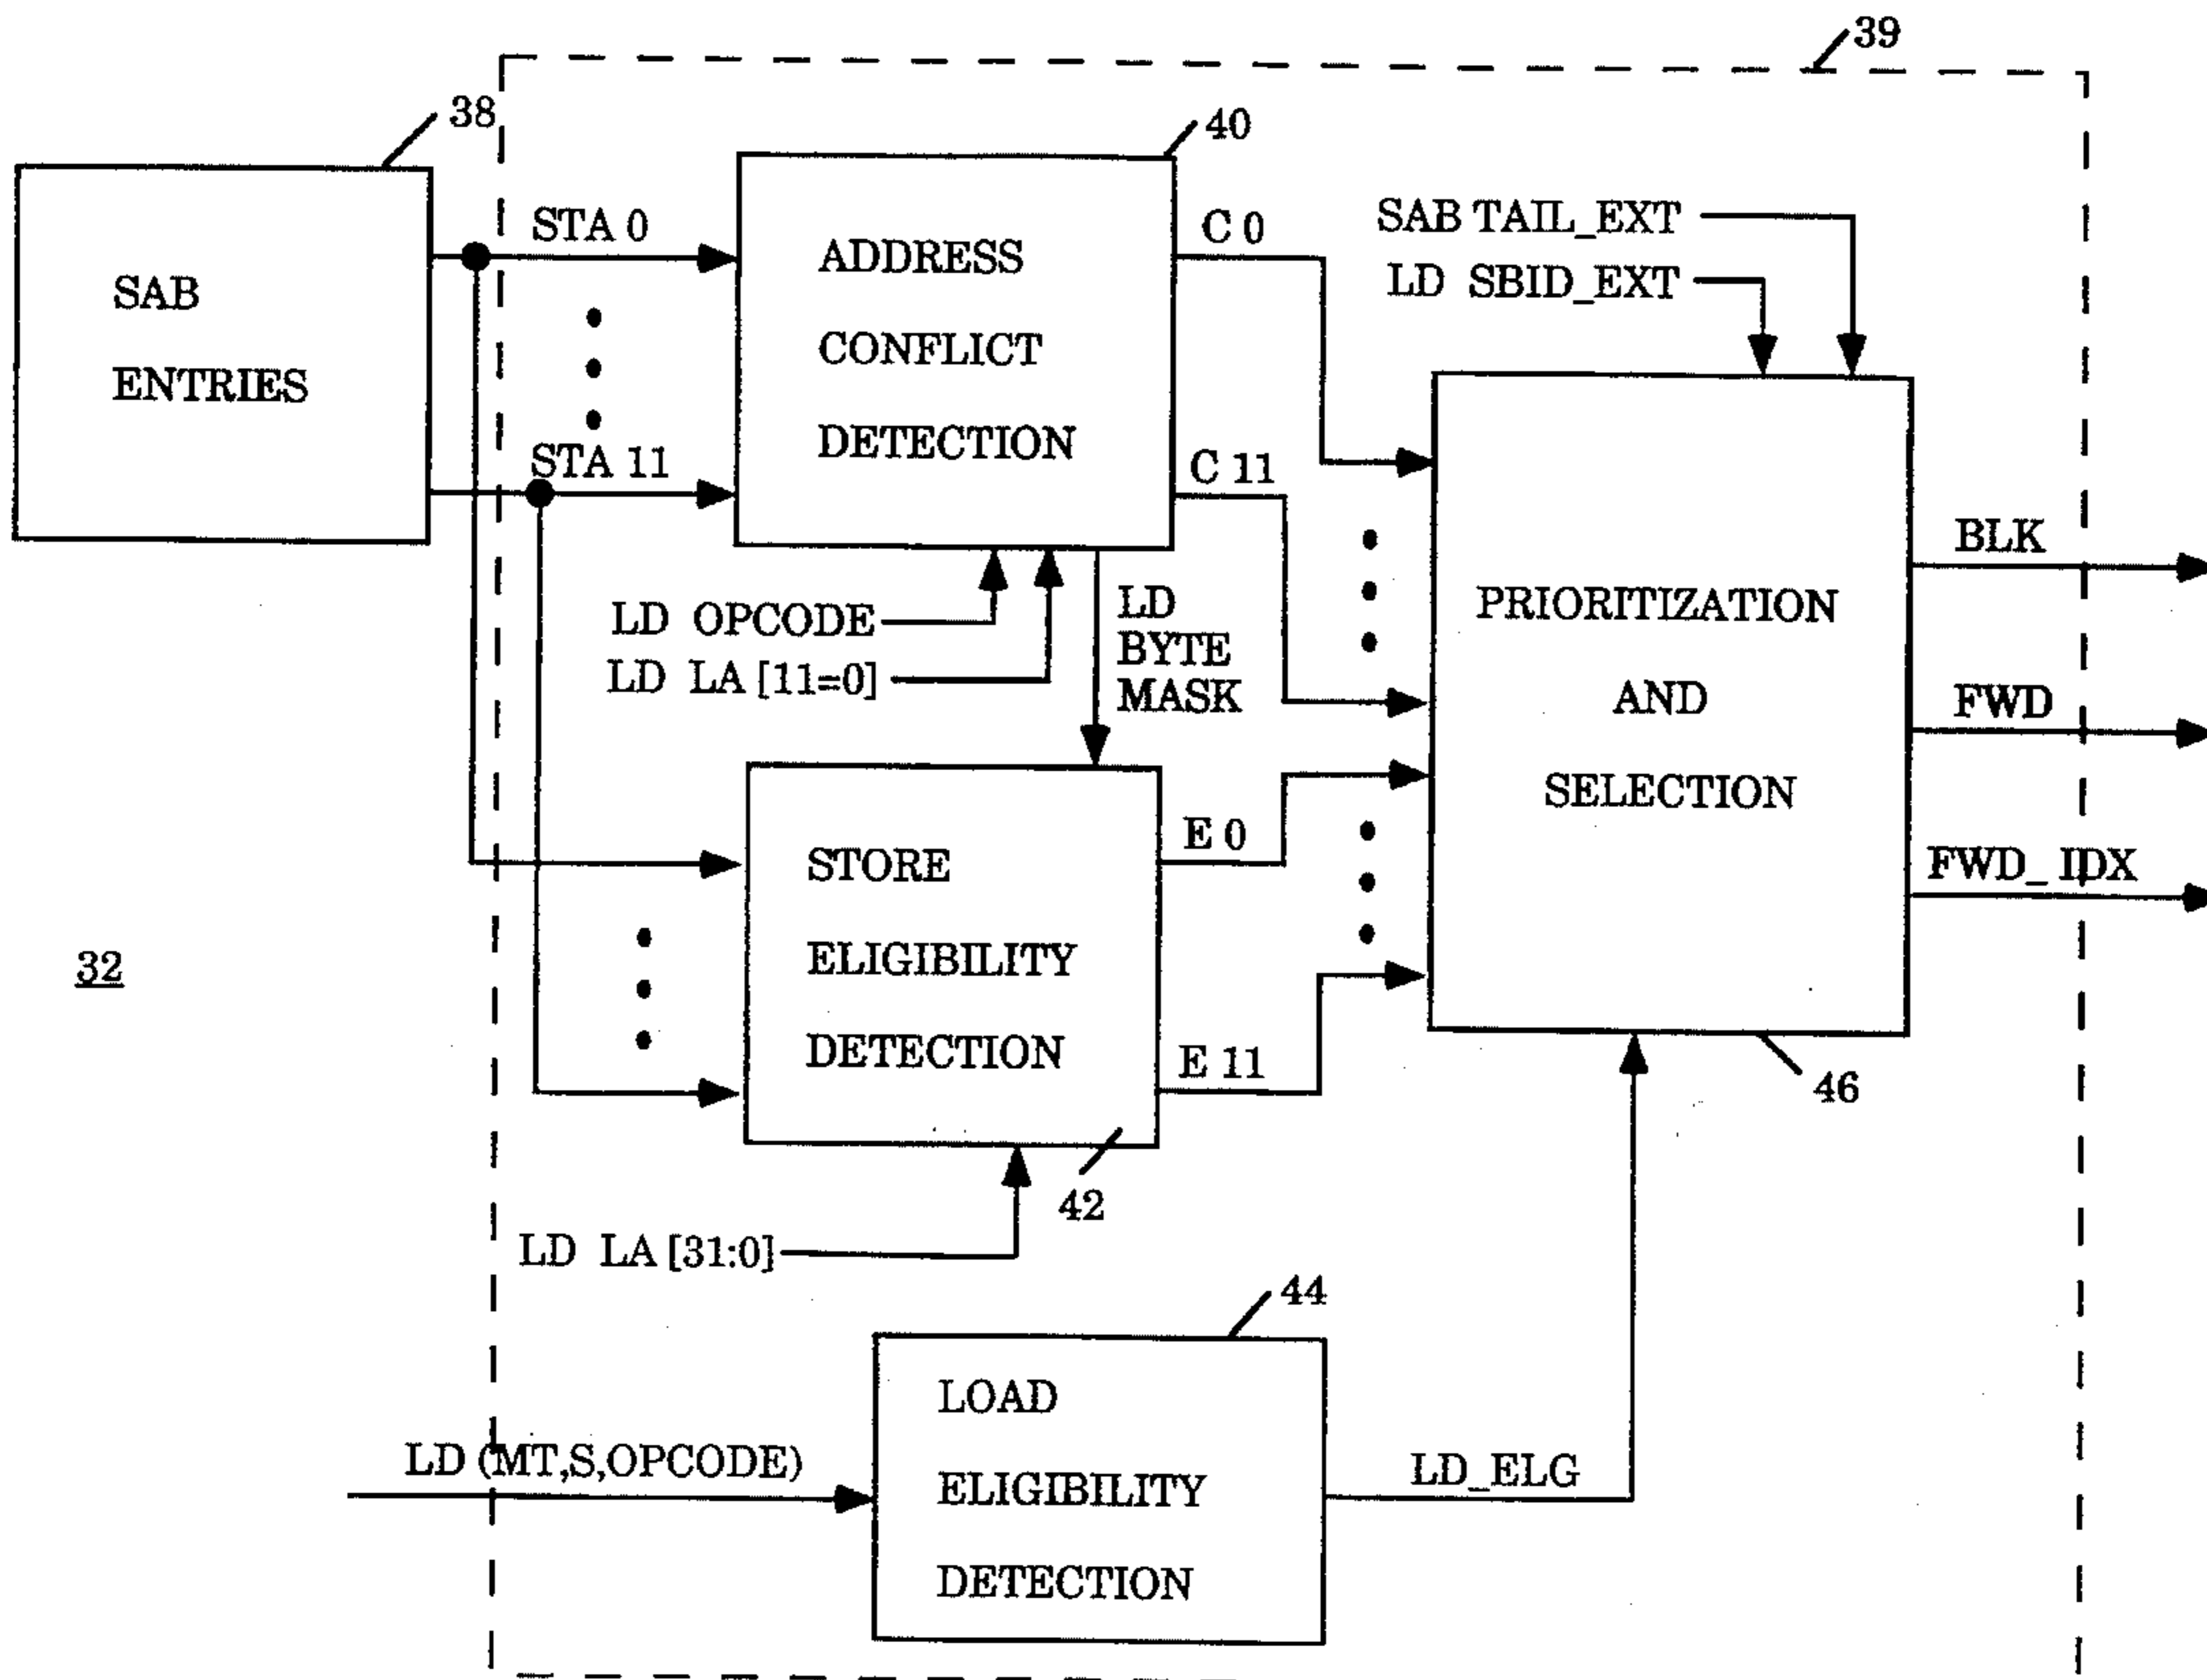 39
38
40
STA 0
C 0
SAB TAIL_EXT
LD SBID_EXT
SAB
ENTRIES
ADDRESS
CONFLICT
DETECTION
STA 11
C 11
BLK
LD OPCODE
LD LA [11=0]
LD
BYTE
MASK
PRIORITIZATION
AND
SELECTION
FWD
FWD_IDX
E 0
STORE
ELIGIBILITY
DETECTION
32
E 11
46
42
LD LA [31:0]
44
LOAD
ELIGIBILITY
DETECTION
LD (MT,S,OPCODE)
LD_ELG